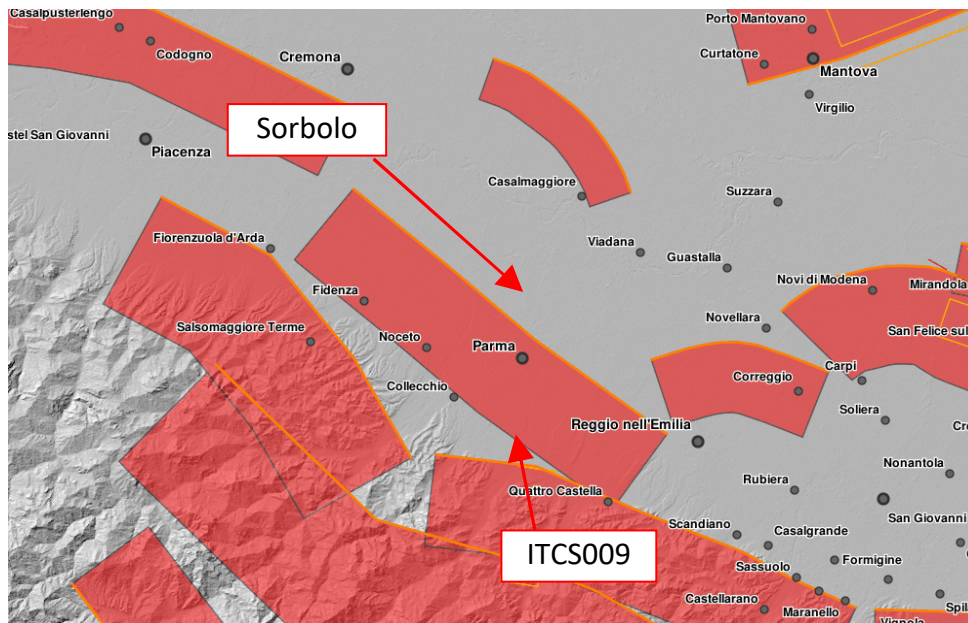 Casalpusterlengo
Codogno
Cremona
Porto Mantovano
Curtatone
Mantova
Virgilio
Sorbolo
stel San Giovanni
Piacenza
Casalmaggiore
Suzzara
Fiorenzuola d'Arda
Viadana
Guastalla
Fidenza
Novi di Modena
Mirandola
Salsomaggiore Terme
Noceto
Parma
Novellara
San Felice sul
Collecchio
Correggio
Carpi
Soliera
Reggio nell'Emilia
Cre
Nonantola
Rubiera
Quattro Castella
San Giovanni
Scandiano
Casalgrande
ITCS009
Formigine
Sassuolo
Castellarano
Maranello
Spil
Vignola